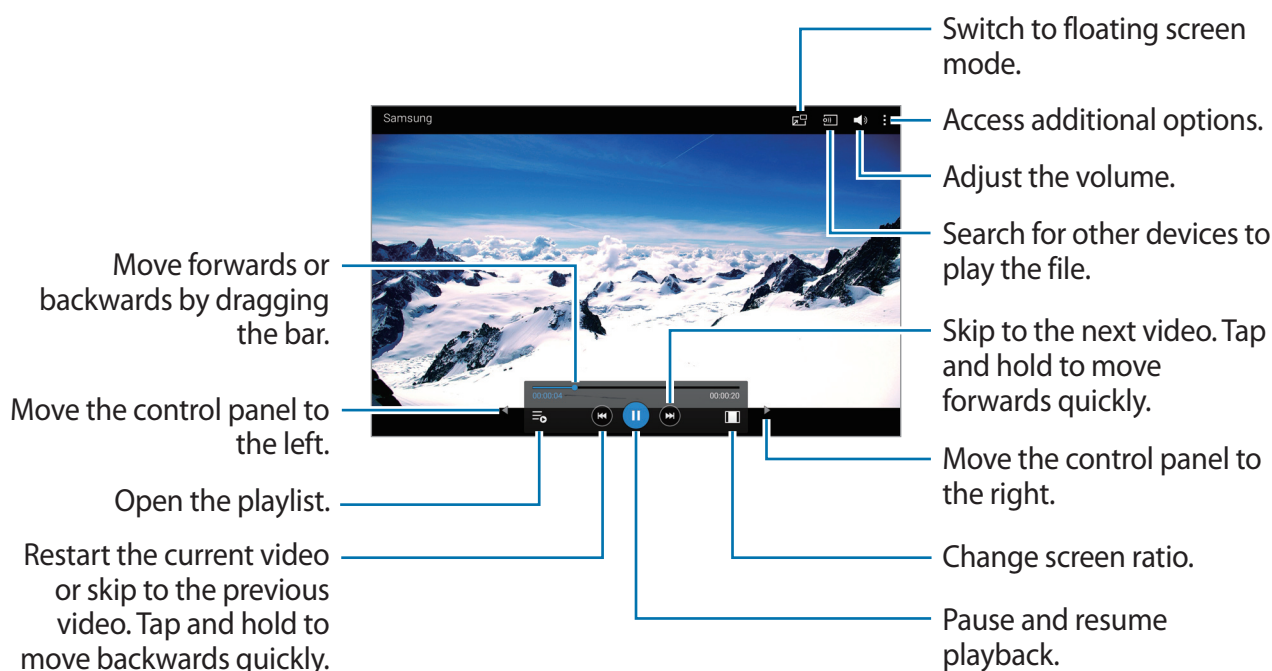 Switch to floating screen
mode.
Samsung
Access additional options.
Adjust the volume.
Search for other devices to
play the file.
Move forwards or
backwards by dragging
the bar.
Skip to the next video. Tap
and hold to move
forwards quickly.
00:00:04
00:00:20
Move the control panel to
the left.
Move the control panel to
the right.
Open the playlist.
Restart the current video
or skip to the previous
video. Tap and hold to
move backwards quickly.
Change screen ratio.
Pause and resume
playback.